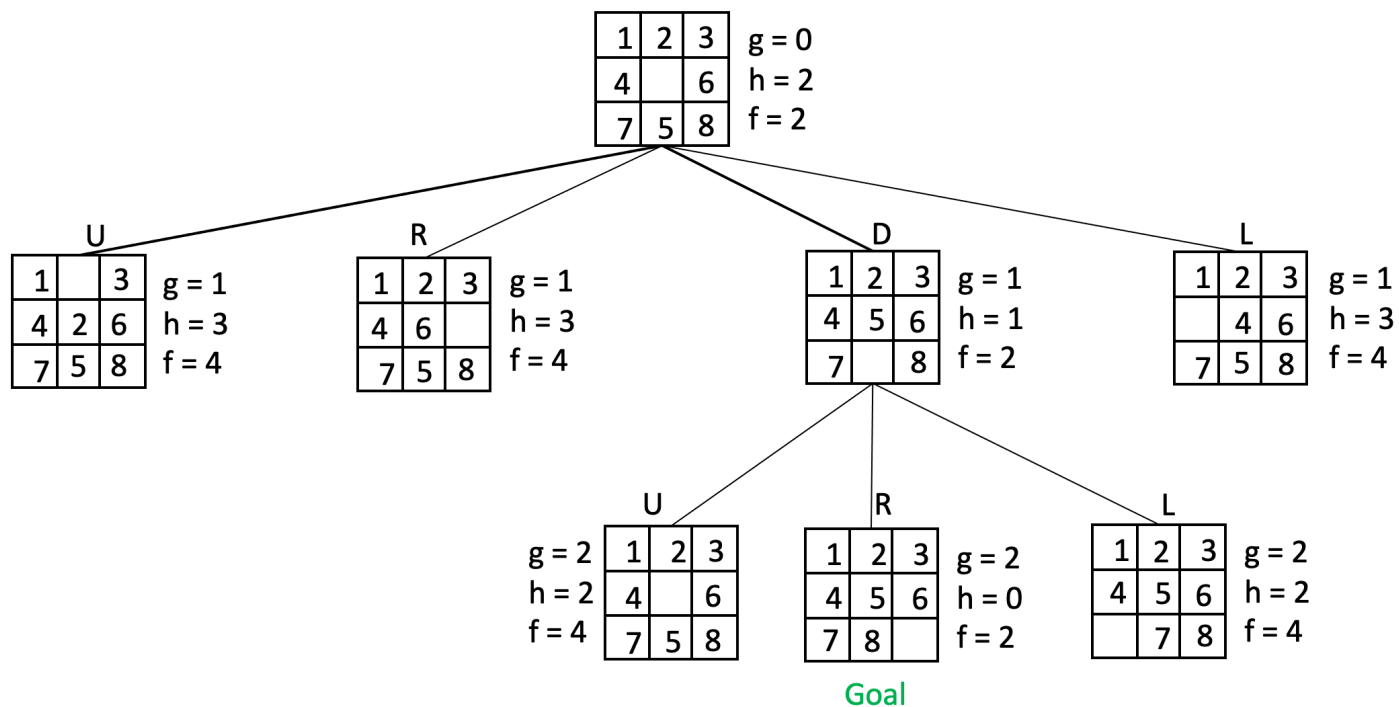 1 2 3 g = 0
4 6 h = 2
7 5 8 f = 2
U R D L
1 3 g = 1
4 2 6 h = 3
7 5 8 f = 4
1 2 3 g = 1
4 6 h = 3
7 5 8 f = 4
1 2 3 g = 1
4 5 6 h = 1
7 8 f = 2
1 2 3 g = 1
4 6 h = 3
7 5 8 f = 4
U R L
g = 2 1 2 3
h = 2 4 6
f = 4 7 5 8
1 2 3 g = 2
4 5 6 h = 0
7 8 f = 2
1 2 3 g = 2
4 5 6 h = 2
7 8 f = 4
Goal